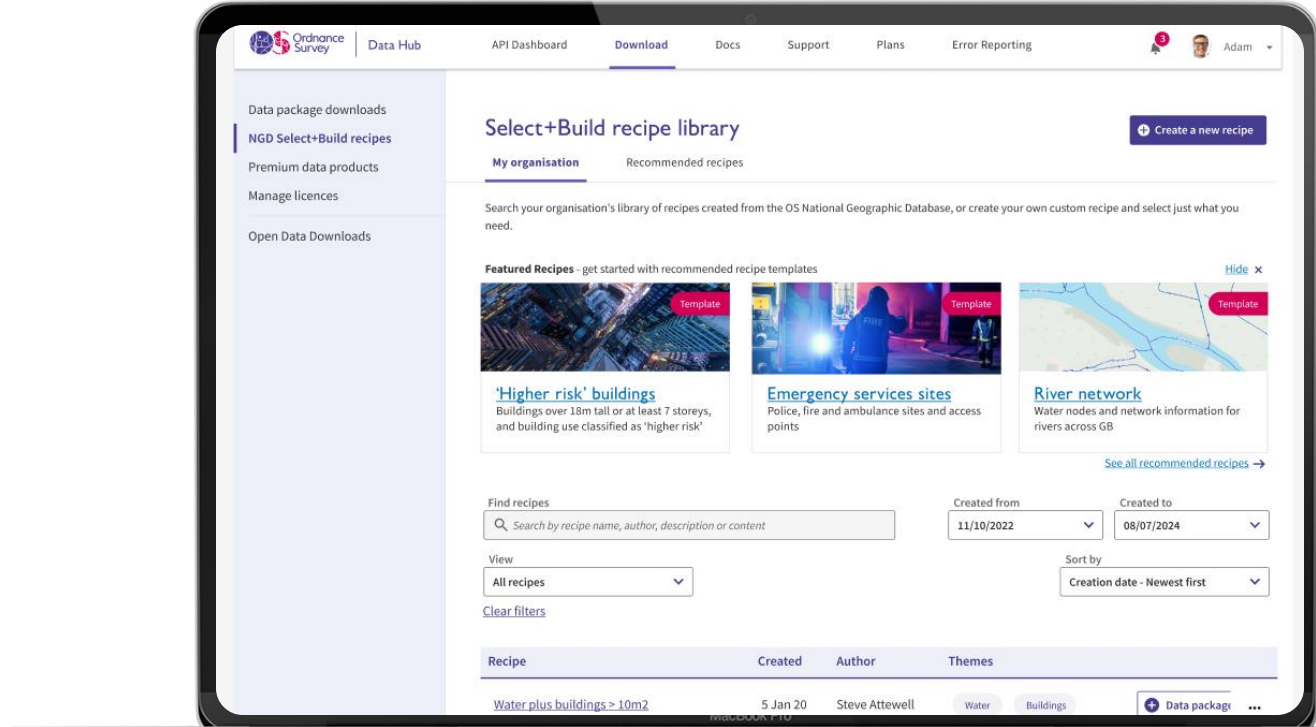 Ordnance
Survey
Data Hub
API Dashboard
Download
Docs
Support
Plans
Error Reporting
3
Adam
Data package downloads
NGD Select+Build recipes
Premium data products
Manage licences
Open Data Downloads
Select+Build recipe library
Create a new recipe
My organisation
Recommended recipes
Search your organisation's library of recipes created from the OS National Geographic Database, or create your own custom recipe and select just what you
need.
Featured Recipes - get started with recommended recipe templates
Hide ×
Template
Template
Template
FIRE
'Higher risk' buildings
Buildings over 18m tall or at least 7 storeys,
and building use classified as 'higher risk'
Emergency services sites
Police, fire and ambulance sites and access
points
River network
Water nodes and network information for
rivers across GB
See all recommended recipes →
Find recipes
Search by recipe name, author, description or content
Created from
11/10/2022
Created to
08/07/2024
View
All recipes
Sort by
Creation date - Newest first
Clear filters
Recipe
Created
Author
Themes
Water plus buildings > 10m2
5 Jan 20
Steve Attewell
Water
Buildings
Data package
...
MacBook Pro